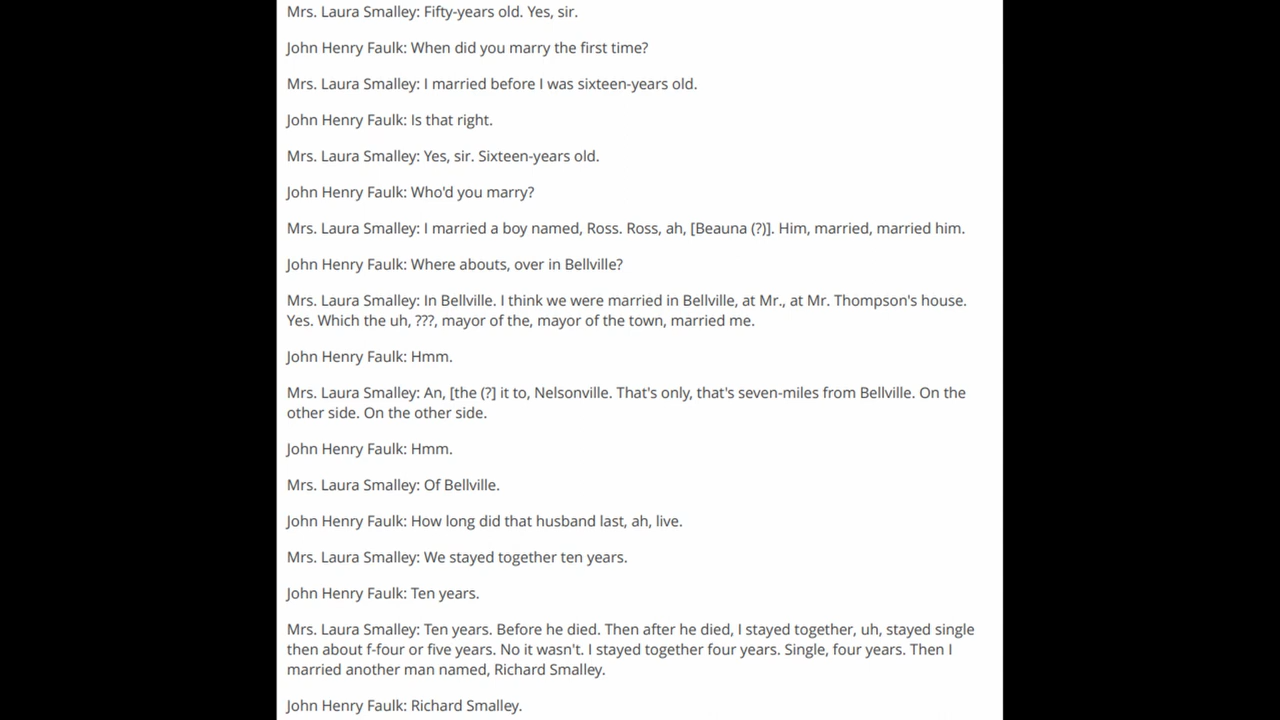 Mrs. Laura Smalley: Fifty-years old. Yes, sir.
John Henry Faulk: When did you marry the first time?
Mrs. Laura Smalley: I married before I was sixteen-years old.
John Henry Faulk: Is that right.
Mrs. Laura Smalley: Yes, sir. Sixteen-years old.
John Henry Faulk: Who'd you marry?
Mrs. Laura Smalley: I married a boy named, Ross. Ross, ah, [Beauna (?)]. Him, married, married him.
John Henry Faulk: Where abouts, over in Bellville?
Mrs. Laura Smalley: In Bellville. I think we were married in Bellville, at Mr., at Mr. Thompson's house.
Yes. Which the uh, ???, mayor of the, mayor of the town, married me.
John Henry Faulk: Hmm.
Mrs. Laura Smalley: An, [the (?] it to, Nelsonville. That's only, that's seven-miles from Bellville. On the
other side. On the other side.
John Henry Faulk: Hmm.
Mrs. Laura Smalley: Of Bellville.
John Henry Faulk: How long did that husband last, ah, live.
Mrs. Laura Smalley: We stayed together ten years.
John Henry Faulk: Ten years.
Mrs. Laura Smalley: Ten years. Before he died. Then after he died, I stayed together, uh, stayed single
then about f-four or five years. No it wasn't. I stayed together four years. Single, four years. Then I
married another man named, Richard Smalley.
John Henry Faulk: Richard Smalley.